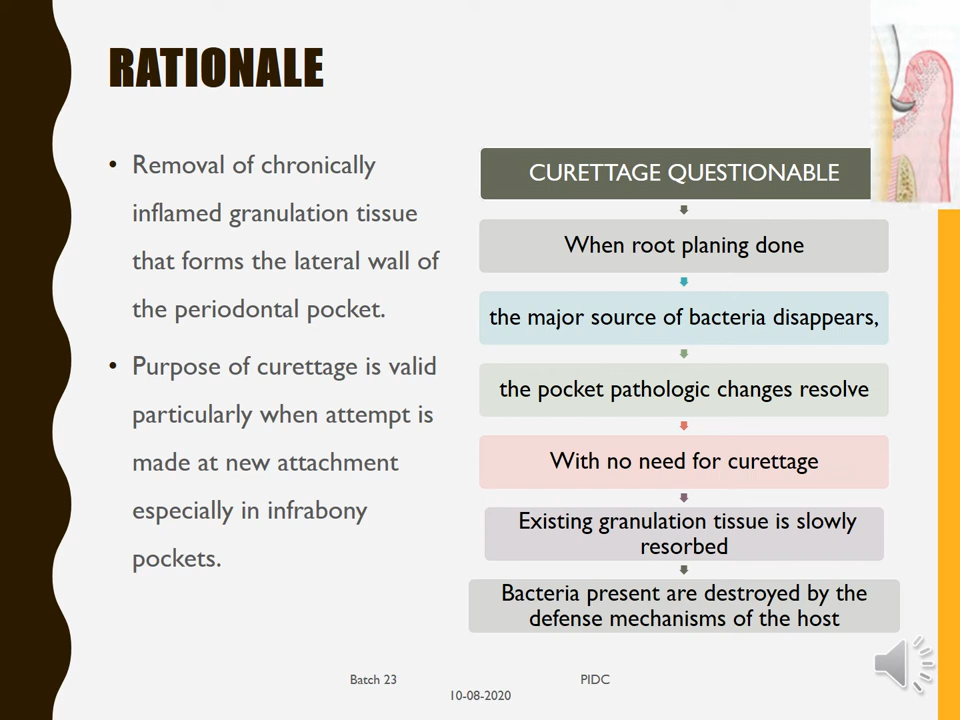 RATIONALE
• Removal of chronically
inflamed granulation tissue
that forms the lateral wall of
the periodontal pocket.
• Purpose of curettage is valid
particularly when attempt is
made at new attachment
especially in infrabony
pockets.
CURETTAGE QUESTIONABLE
When root planing done
the major source of bacteria disappears,
the pocket pathologic changes resolve
With no need for curettage
Existing granulation tissue is slowly
resorbed
Bacteria present are destroyed by the
defense mechanisms of the host
Batch 23
PIDC
10-08-2020